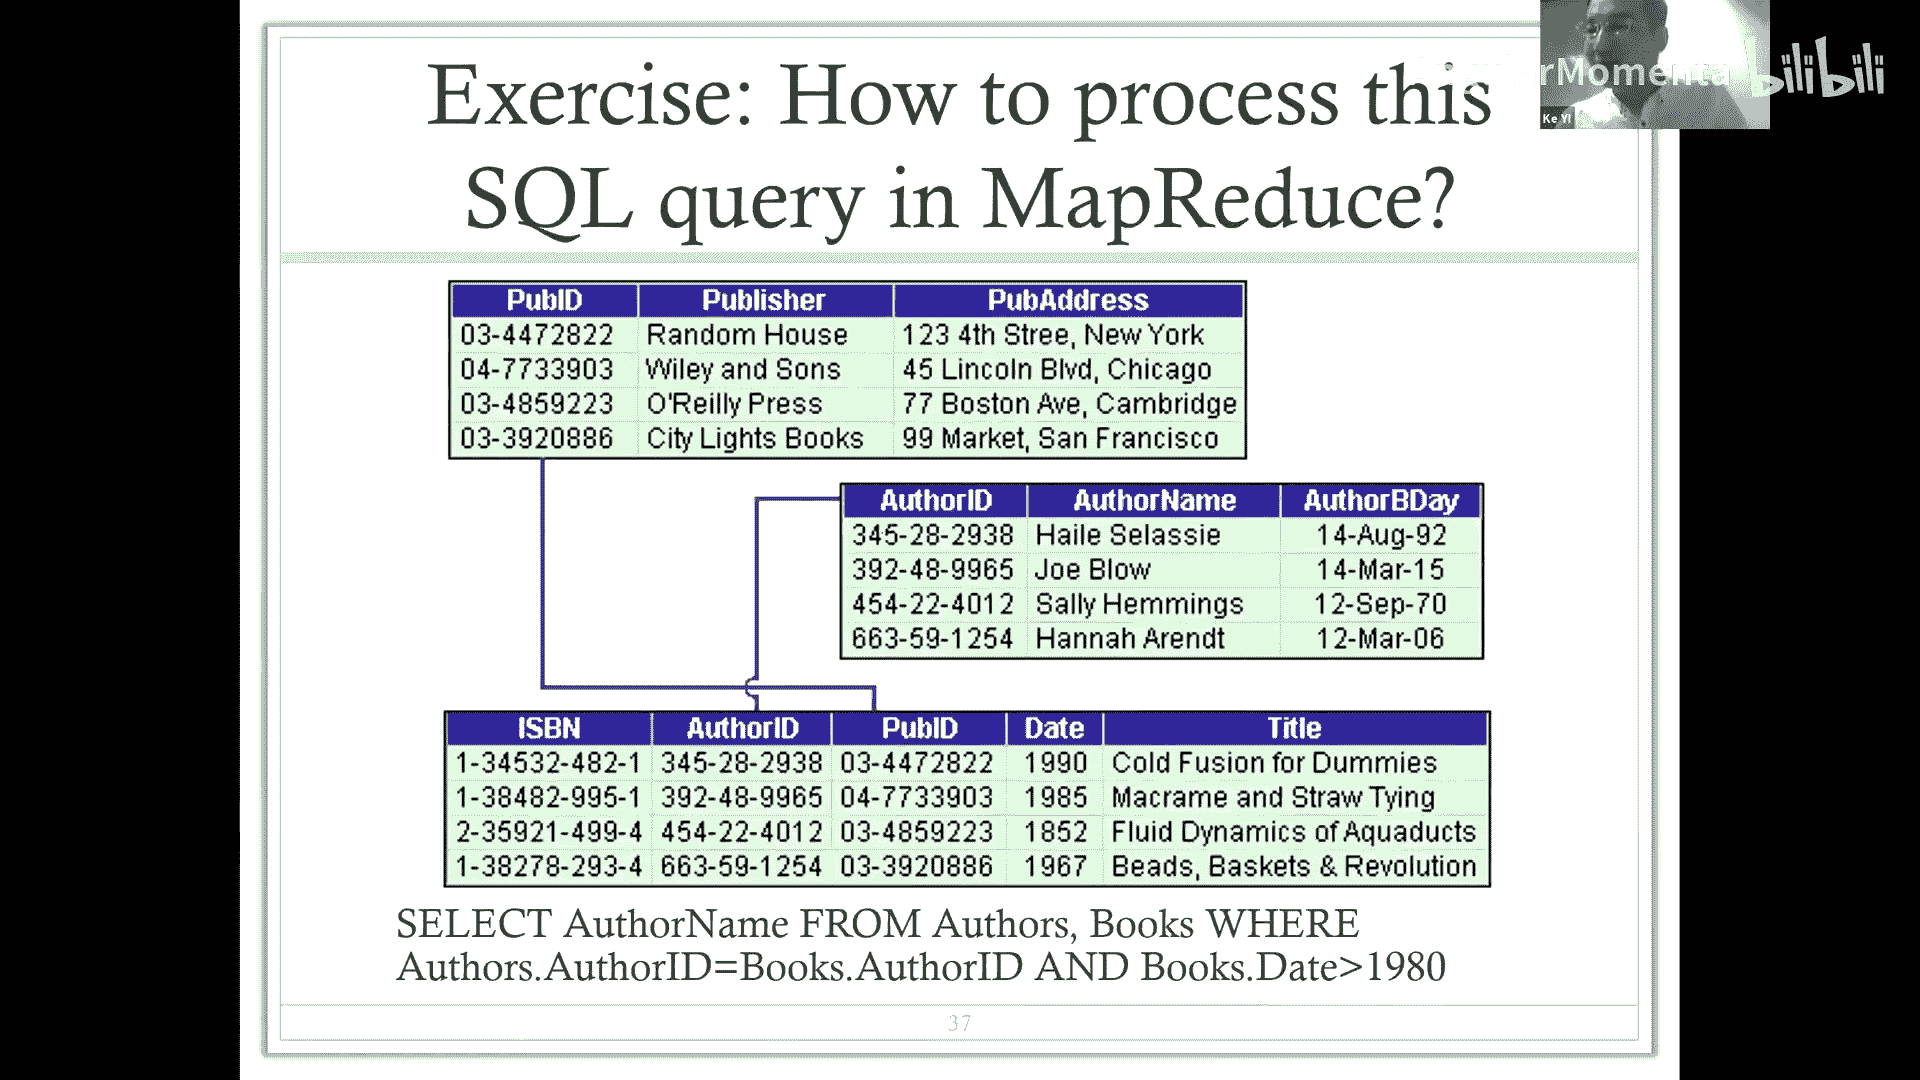 Exercise: How to process this
SQL query in MapReduce?
rMomenta
bilibili
Ke Yi
PubID Publisher PubAddress
03-4472822 Random House 123 4th Stree, New York
04-7733903 Wiley and Sons 45 Lincoln Blvd, Chicago
03-4859223 O'Reilly Press 77 Boston Ave, Cambridge
03-3920886 City Lights Books 99 Market, San Francisco
AuthorID AuthorName AuthorBDay
345-28-2938 Haile Selassie 14-Aug-92
392-48-9965 Joe Blow 14-Mar-15
454-22-4012 Sally Hemmings 12-Sep-70
663-59-1254 Hannah Arendt 12-Mar-06
ISBN AuthorID PubID Date Title
1-34532-482-1 345-28-2938 03-4472822 1990 Cold Fusion for Dummies
1-38482-995-1 392-48-9965 04-7733903 1985 Macrame and Straw Tying
2-35921-499-4 454-22-4012 03-4859223 1852 Fluid Dynamics of Aquaducts
1-38278-293-4 663-59-1254 03-3920886 1967 Beads, Baskets & Revolution
SELECT AuthorName FROM Authors, Books WHERE
Authors.AuthorID=Books.AuthorID AND Books.Date>1980
37